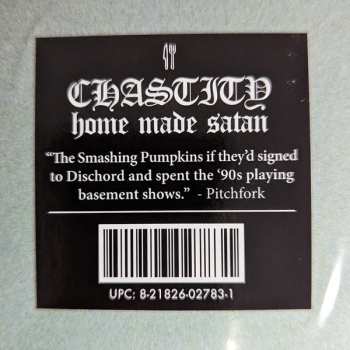 CHASTITY
home made satan
“The Smashing Pumpkins if they’d signed
to Dischord and spent the ‘90s playing
basement shows.” - Pitchfork
UPC: 8-21826-02783-1